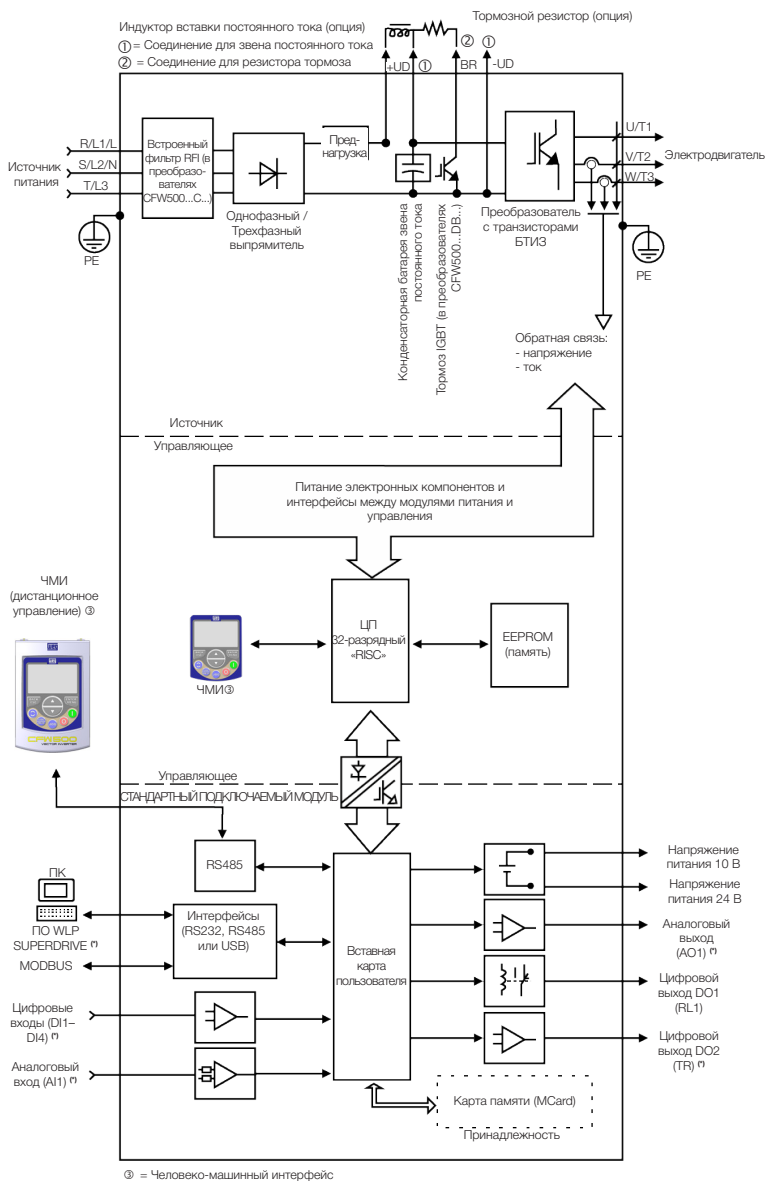 Индуктор вставки постоянного тока (опция)
Тормозной резистор (опция)
① = Соединение для звена постоянного тока
② = Соединение для резистора тормоза
② ①
+UD ① BR -UD
R/L1/L
S/L2/N
T/L3
Источник
питания
PE
Встроенный
фильтр RFI (в
преобразо-
вателях
CFW500...C...)
Однофазный /
Трехфазный
выпрямитель
Пред-
нагрузка
Конденсаторная батарея звена
постоянного тока
Тормоз IGBT (в преобразователях
CFW500...DB...)
Преобразователь
с транзисторами
БТИЗ
U/T1
V/T2
W/T3
Электродвигатель
PE
Обратная связь:
- напряжение
- ток
Источник
Управляющее
Питание электронных компонентов и
интерфейсы между модулями питания и
управления
ЧМИ
(дистанционное
управление) ③
ЧМИ③
ЦП
32-разрядный
«RISC»
EEPROM
(память)
CFW500
VECTOR INVERTER
Управляющее
СТАНДАРТНЫЙ ПОДКЛЮЧАЕМЫЙ МОДУЛЬ
RS485
ПК
ПО WLP
SUPERDRIVE (*)
MODBUS
Интерфейсы
(RS232, RS485
или USB)
Цифровые
входы (DI1–
DI4) (*)
Аналоговый
вход (AI1) (*)
Вставная
карта
пользователя
Напряжение
питания 10 В
Напряжение
питания 24 В
Аналоговый
выход
(AO1) (*)
Цифровой
выход DO1
(RL1)
Цифровой
выход DO2
(TR) (*)
Карта памяти (MCard)
Принадлежность
③ = Человеко-машинный интерфейс